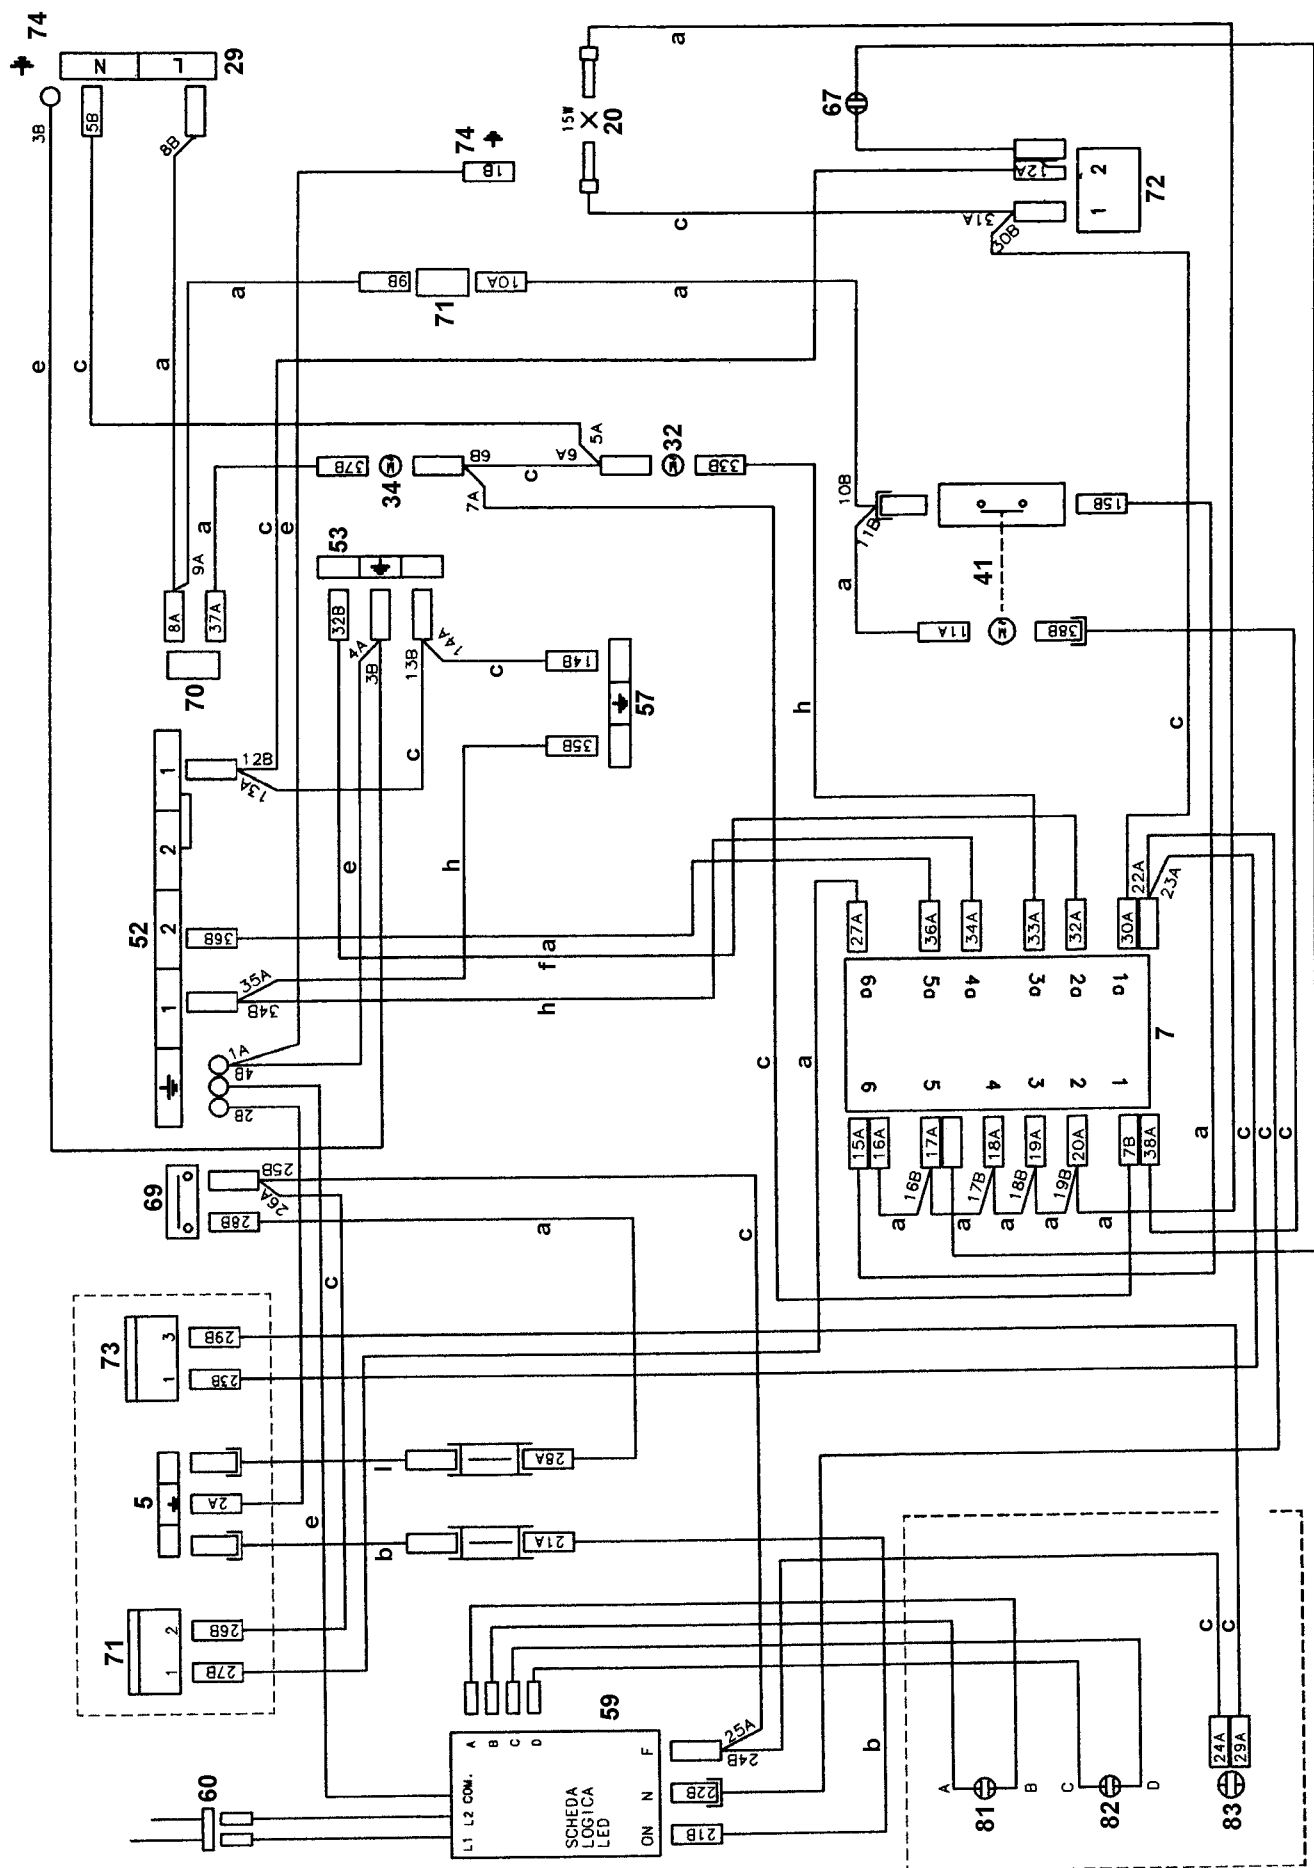 74
N
L
29
3B
5B
8B
e
c
a
74
1B
15W
20
a
c
67
12A
2
1
72
31A
30B
a
9B
71
10A
a
c
e
5A
6A
6B
7A
c
32
33B
34
37B
a
9A
8A
37A
70
53
32B
4A
3B
13B
14A
c
14B
57
35B
10B
11B
a
41
15B
11A
M
38B
h
c
52
1
2
2
1
12B
13A
c
e
h
36B
35A
34B
f
a
h
1A
4B
2B
27A
36A
34A
33A
32A
30A
22A
23A
6a
5a
4a
3a
2a
1a
7
6
5
4
3
2
1
15A
16A
17A
18A
19A
20A
7B
38A
16B
17B
18B
19B
a
a
a
a
a
c
a
a
c
c
c
69
25B
26A
28B
a
c
c
73
3
1
29B
23B
5
2A
l
28A
b
21A
e
71
2
1
26B
27B
60
L1 L2 COM.
A
B
C
D
59
SCHEDA
LOGICA
LED
ON
N
F
21B
22B
25A
24B
b
A
B
81
C
D
82
24A
29A
83
c
c